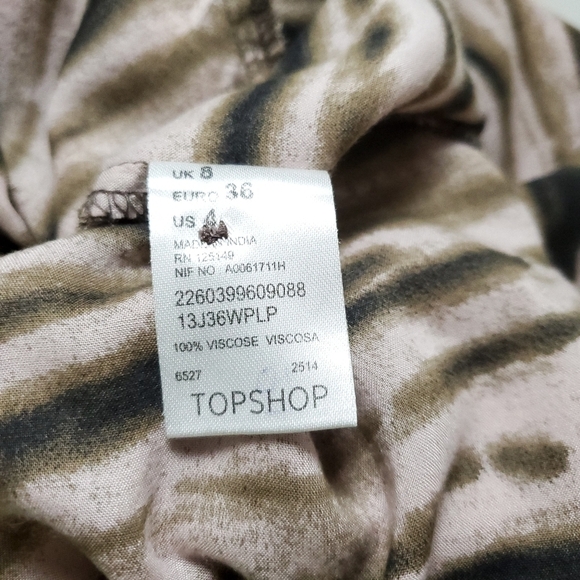 UK 8
EURO 36
US 4
MADE IN INDIA
RN 125149
NIF NO A0061711H
2260399609088
13J36WPLP
100% VISCOSE VISCOSA
6527 2514
TOPSHOP